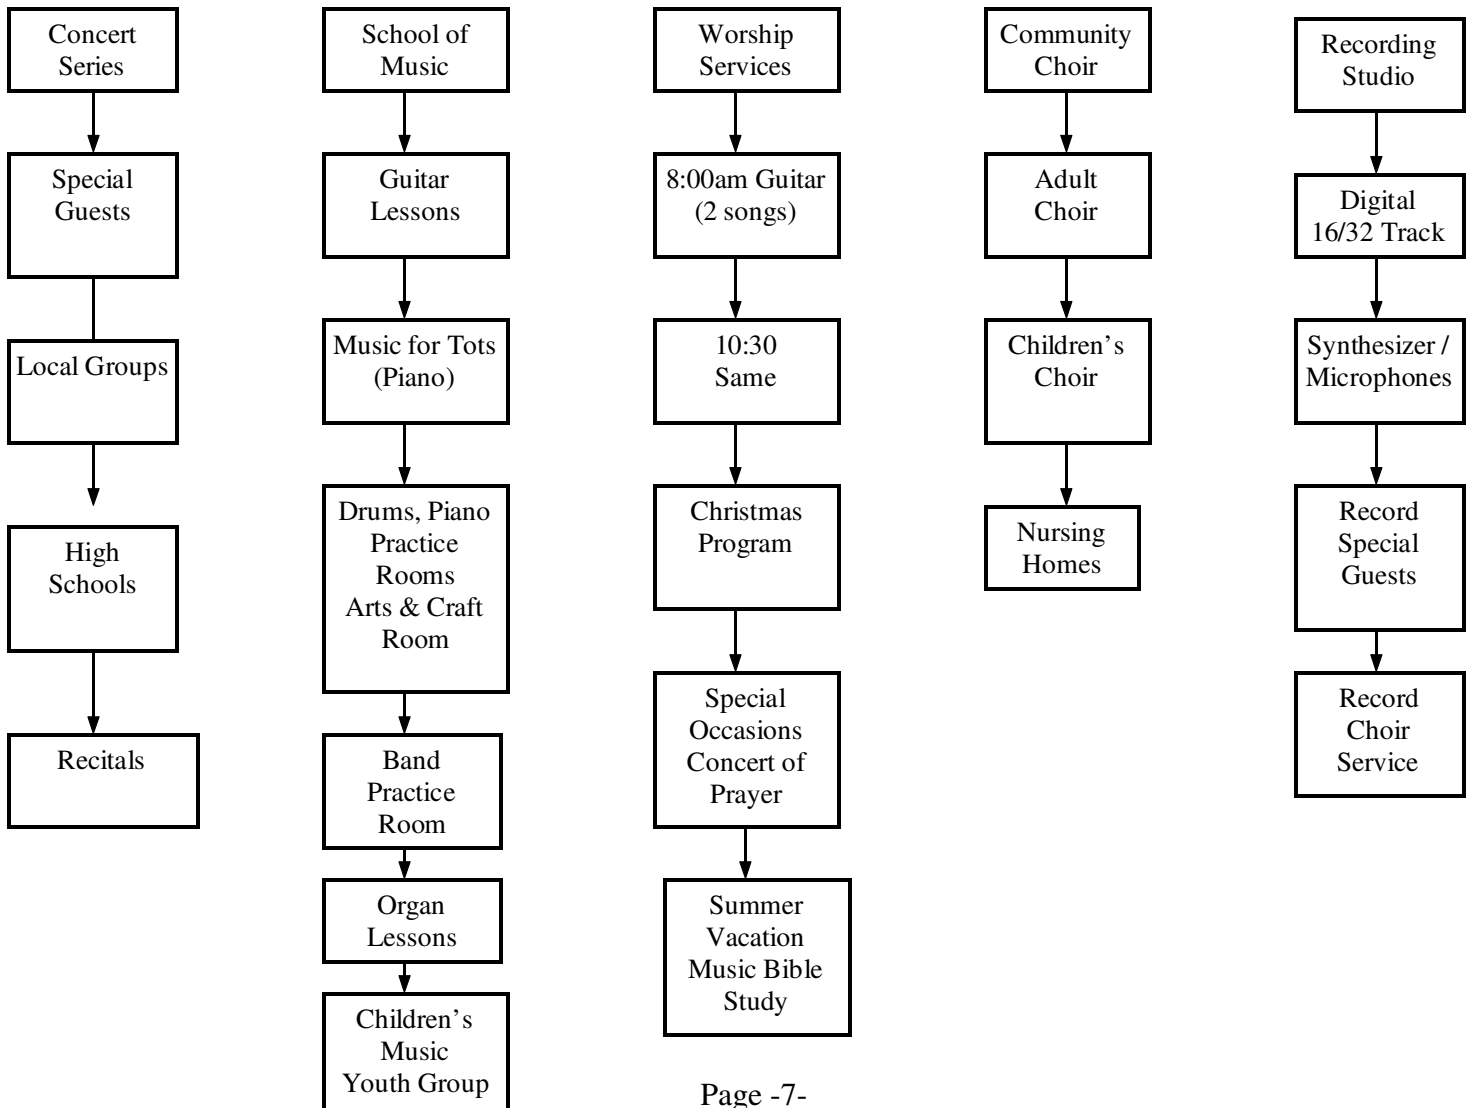 Concert
Series
Special
Guests
Local Groups
High
Schools
Recitals
School of
Music
Guitar
Lessons
Music for Tots
(Piano)
Drums, Piano
Practice
Rooms
Arts & Craft
Room
Band
Practice
Room
Organ
Lessons
Children’s
Music
Youth Group
Worship
Services
8:00am Guitar
(2 songs)
10:30
Same
Christmas
Program
Special
Occasions
Concert of
Prayer
Summer
Vacation
Music Bible
Study
Community
Choir
Adult
Choir
Children’s
Choir
Nursing
Homes
Recording
Studio
Digital
16/32 Track
Synthesizer /
Microphones
Record
Special
Guests
Record
Choir
Service
Page -7-